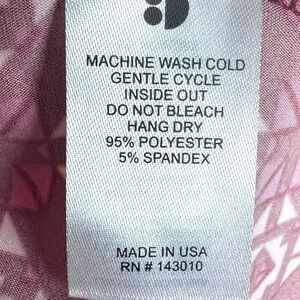 MACHINE WASH COLD
GENTLE CYCLE
INSIDE OUT
DO NOT BLEACH
HANG DRY
95% POLYESTER
5% SPANDEX
MADE IN USA
RN # 143010